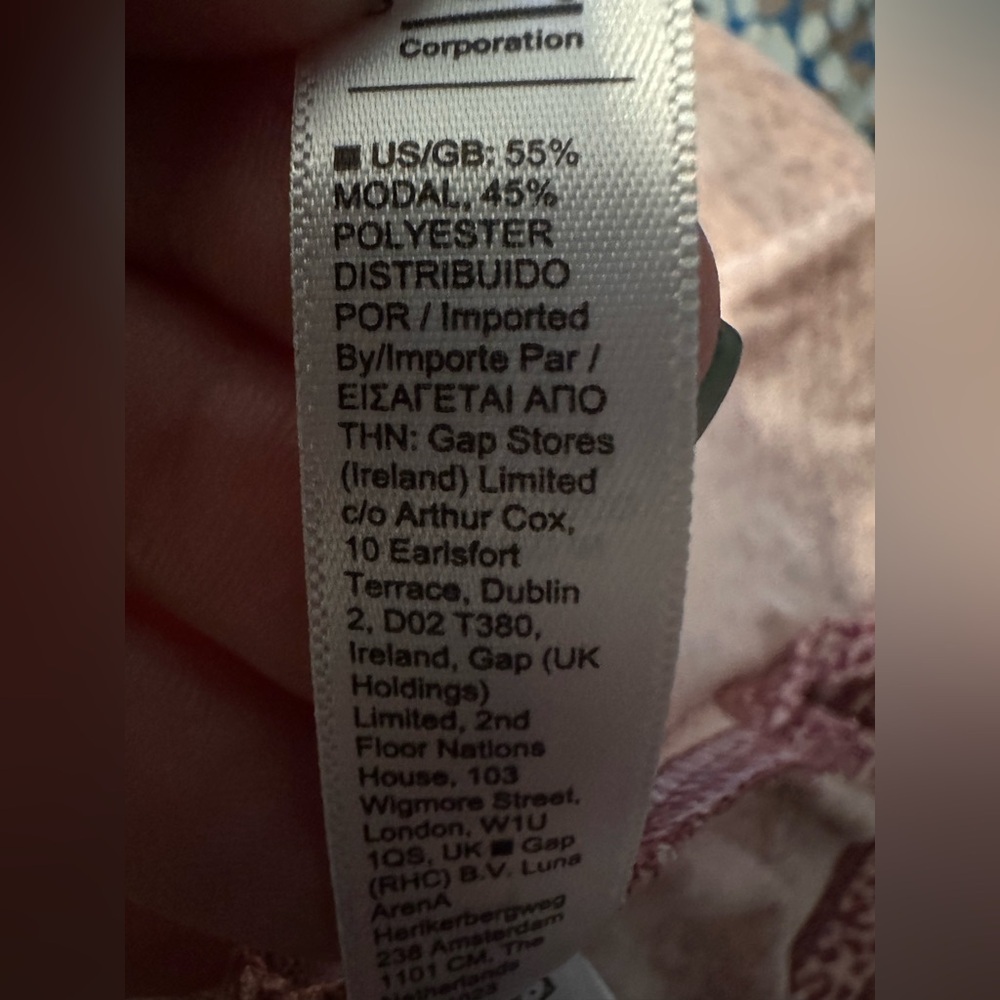 Corporation
■ US/GB: 55%
MODAL, 45%
POLYESTER
DISTRIBUIDO
POR / Imported
By/Importe Par /
ΕΙΣΑΓΕΤΑΙ ΑΠΟ
ΤΗΝ: Gap Stores
(Ireland) Limited
c/o Arthur Cox,
10 Earlsfort
Terrace, Dublin
2, D02 T380,
Ireland, Gap (UK
Holdings)
Limited, 2nd
Floor Nations
House, 103
Wigmore Street,
London, W1U
1QS, UK ■ Gap
(RHC) B.V. Luna
ArenA
Herikerbergweg
238 Amsterdam
1101 CM, The
Netherlands